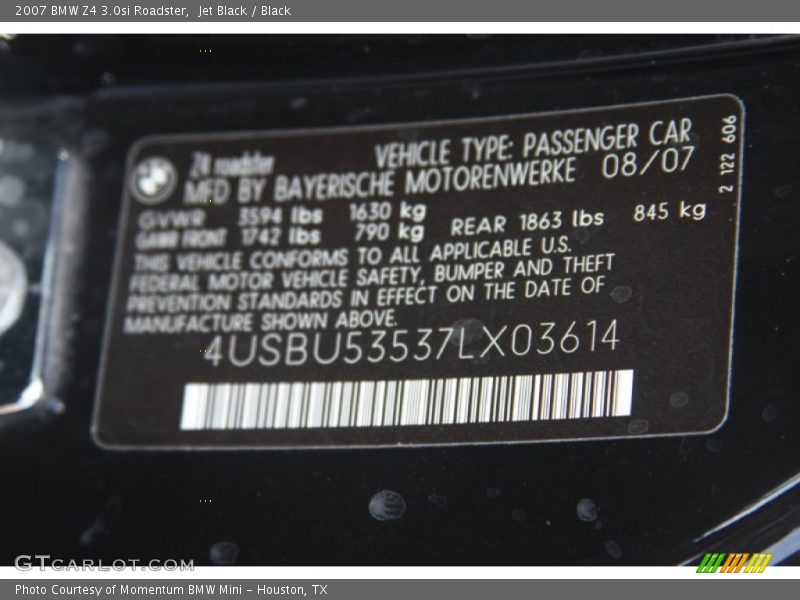 2007 BMW Z4 3.0si Roadster, Jet Black / Black
Z4 roadster
VEHICLE TYPE: PASSENGER CAR
MFD BY BAYERISCHE MOTORENWERKE 08/07
GVWR 3594 lbs 1630 kg
GAWR FRONT 1742 lbs 790 kg REAR 1863 lbs 845 kg
THIS VEHICLE CONFORMS TO ALL APPLICABLE U.S.
FEDERAL MOTOR VEHICLE SAFETY, BUMPER AND THEFT
PREVENTION STANDARDS IN EFFECT ON THE DATE OF
MANUFACTURE SHOWN ABOVE.
4USBU53537LX03614
2 122 606
GTCARLOT.COM
Photo Courtesy of Momentum BMW Mini - Houston, TX